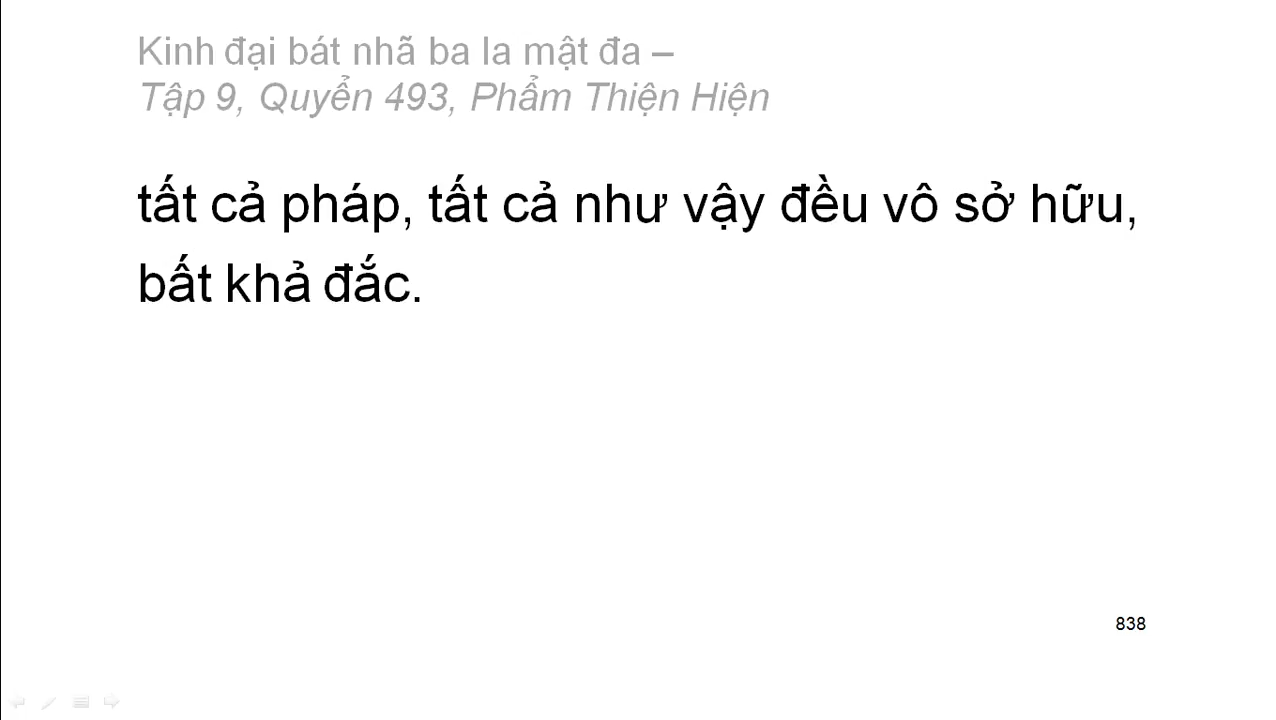 Kinh đại bát nhã ba la mật đa –
Tập 9, Quyển 493, Phẩm Thiện Hiện
tất cả pháp, tất cả như vậy đều vô sở hữu,
bất khả đắc.
838